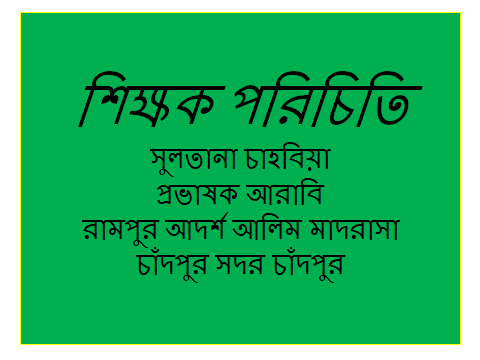 শিক্ষক পরিচিতি
সুলতানা চাহবিয়া
প্রভাষক আরাবি
রামপুর আদর্শ আলিম মাদরাসা
চাঁদপুর সদর চাঁদপুর